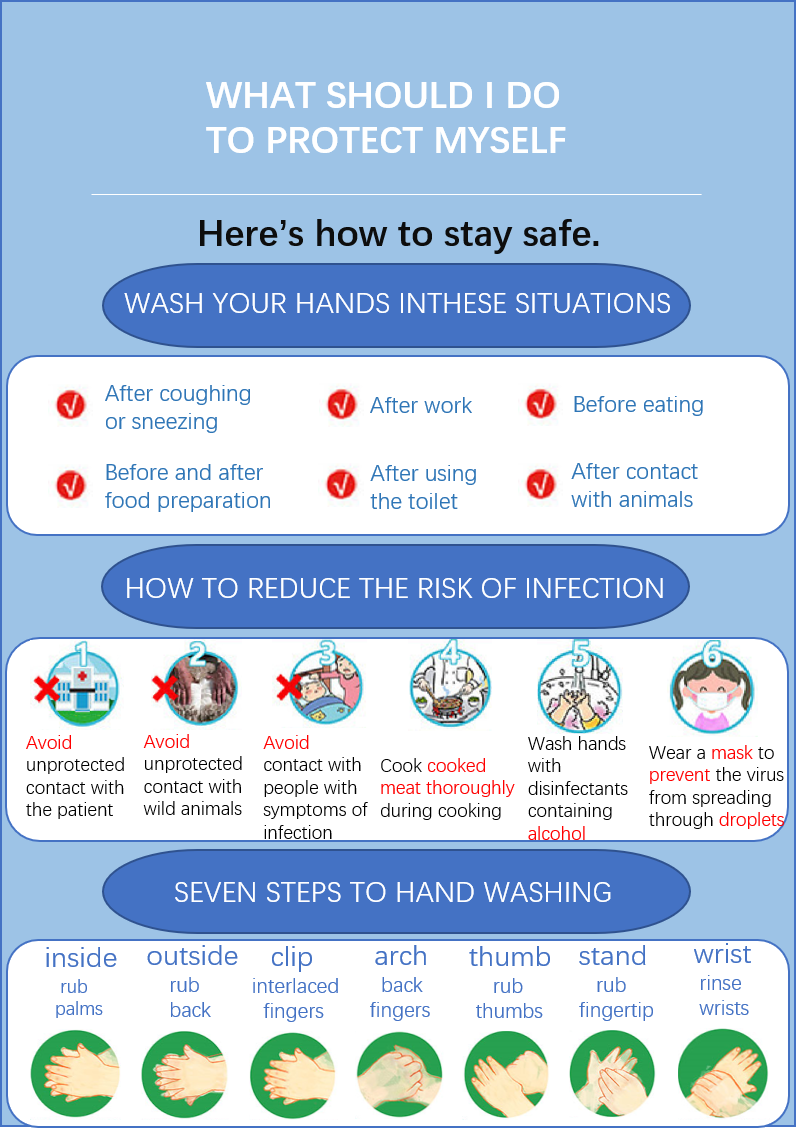 WHAT SHOULD I DO
TO PROTECT MYSELF
Here's how to stay safe.
WASH YOUR HANDS INTHESE SITUATIONS
After coughing
or sneezing
After work
Before eating
Before and after
food preparation
After using
the toilet
After contact
with animals
HOW TO REDUCE THE RISK OF INFECTION
1
Avoid
unprotected
contact with
the patient
2
Avoid
unprotected
contact with
wild animals
3
Avoid
contact with
people with
symptoms of
infection
4
Cook cooked
meat thoroughly
during cooking
5
Wash hands
with
disinfectants
containing
alcohol
6
Wear a mask to
prevent the virus
from spreading
through droplets
SEVEN STEPS TO HAND WASHING
inside
rub
palms
outside
rub
back
clip
interlaced
fingers
arch
back
fingers
thumb
rub
thumbs
stand
rub
fingertip
wrist
rinse
wrists